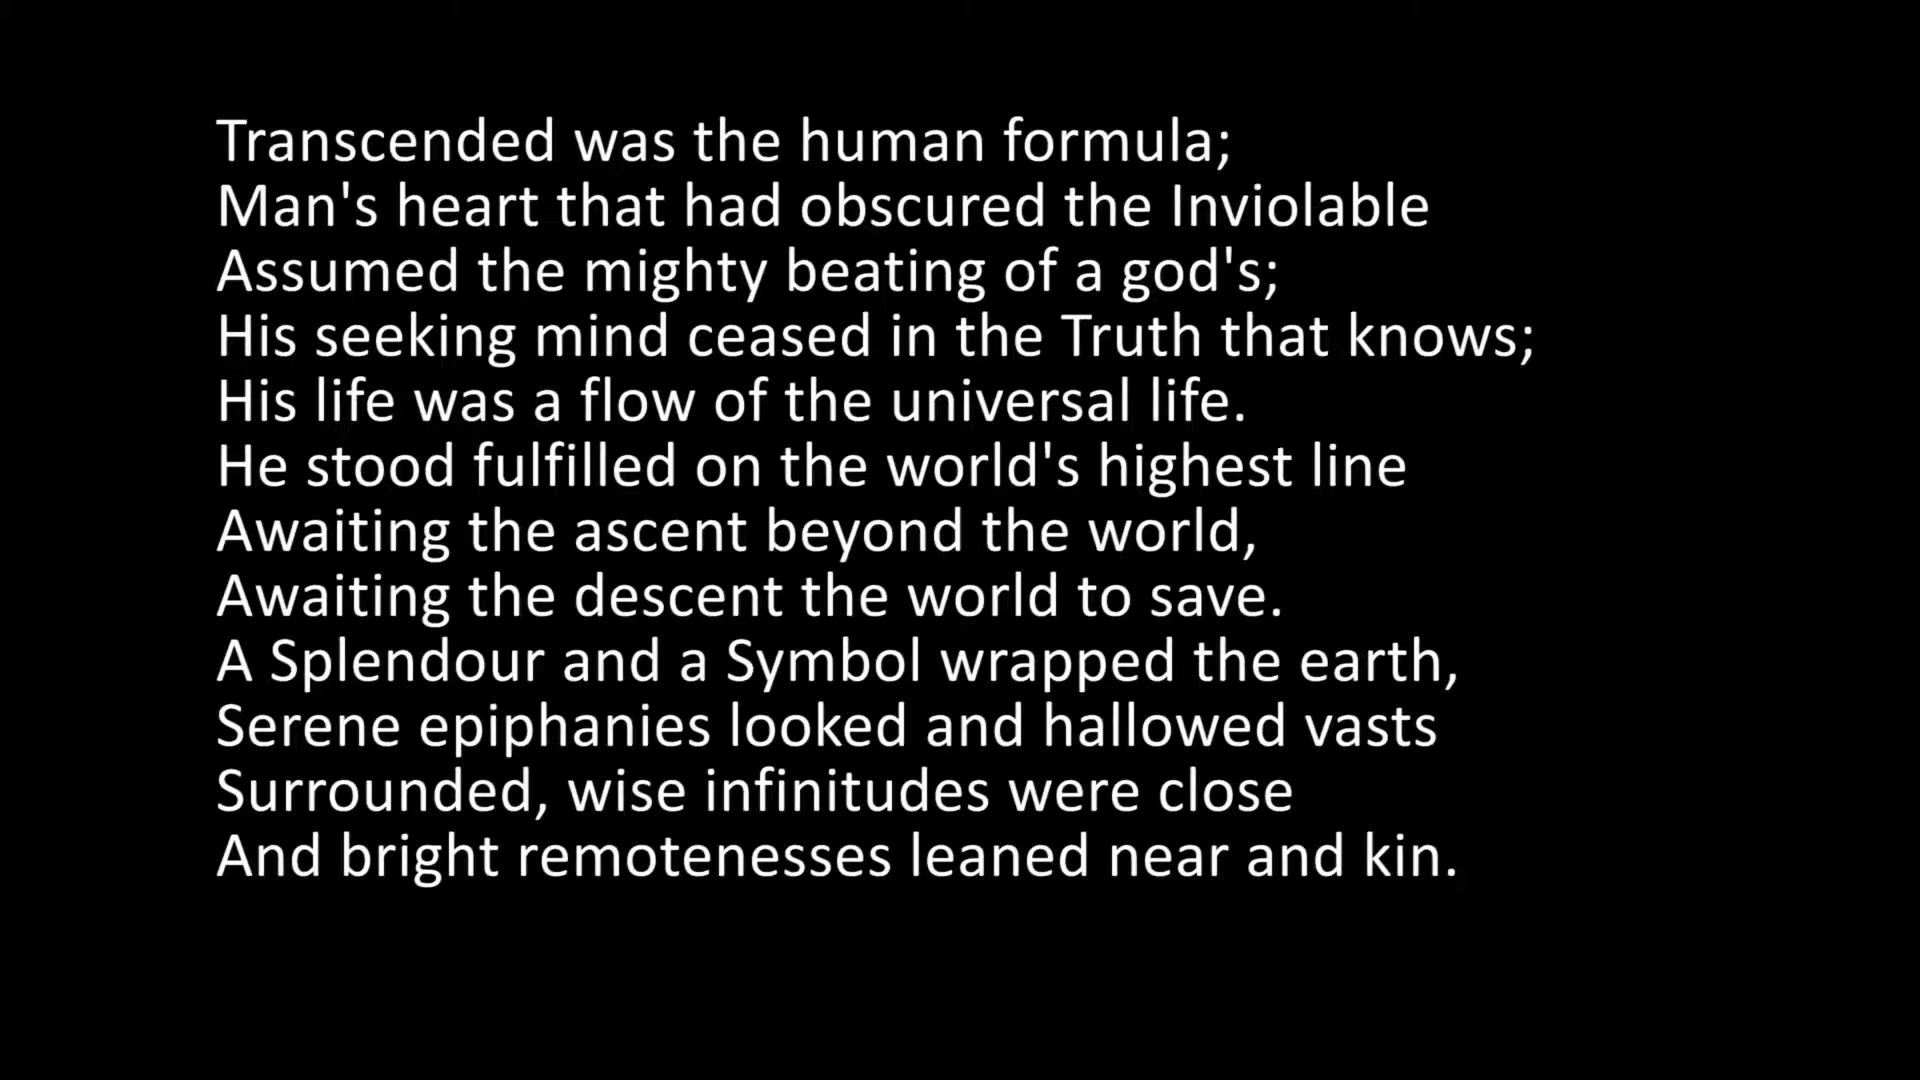 Transcended was the human formula;
Man's heart that had obscured the Inviolable
Assumed the mighty beating of a god's;
His seeking mind ceased in the Truth that knows;
His life was a flow of the universal life.
He stood fulfilled on the world's highest line
Awaiting the ascent beyond the world,
Awaiting the descent the world to save.
A Splendour and a Symbol wrapped the earth,
Serene epiphanies looked and hallowed vasts
Surrounded, wise infinitudes were close
And bright remotenesses leaned near and kin.